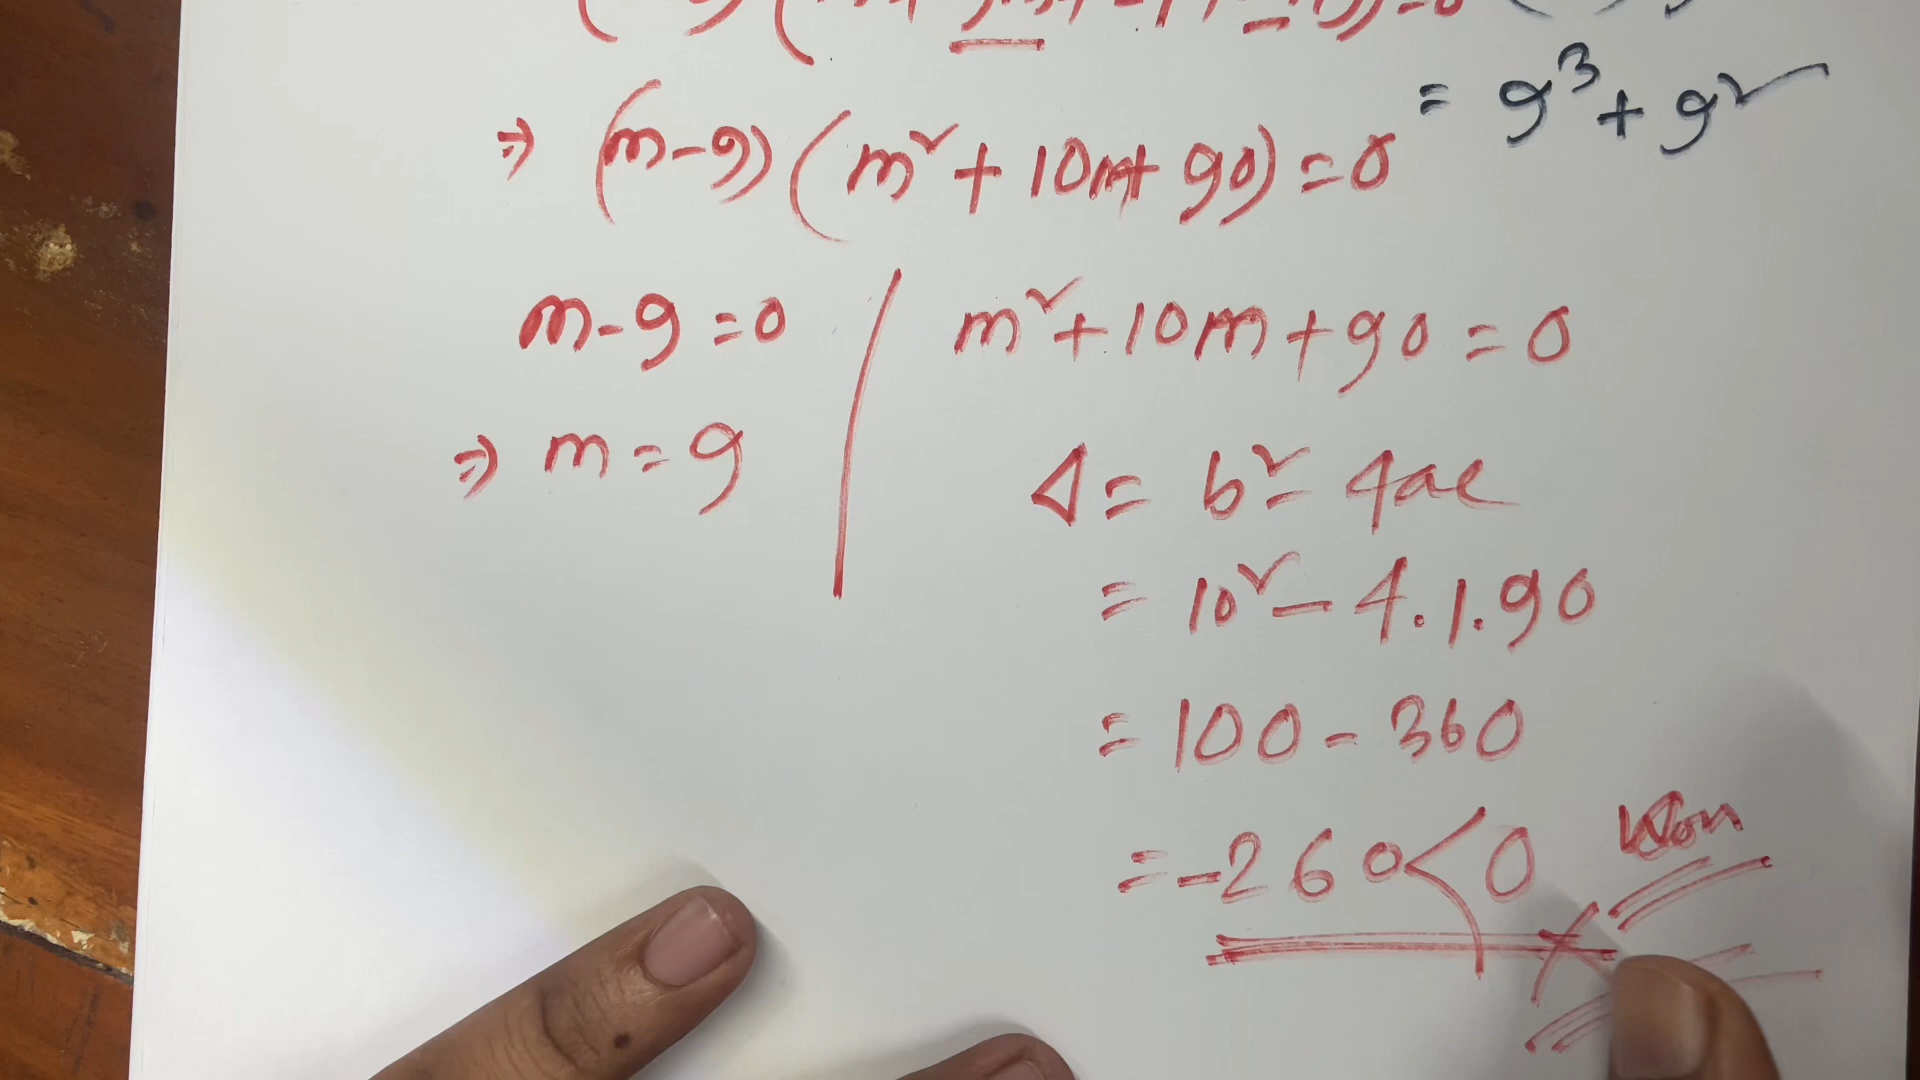 = 9³ + 9²
⇒ (m-9) (m² + 10m + 90) = 0
m-9 = 0
m² + 10m + 90 = 0
⇒ m = 9
Δ = b² - 4ac
= 10² - 4.1.90
= 100 - 360
= -260 < 0